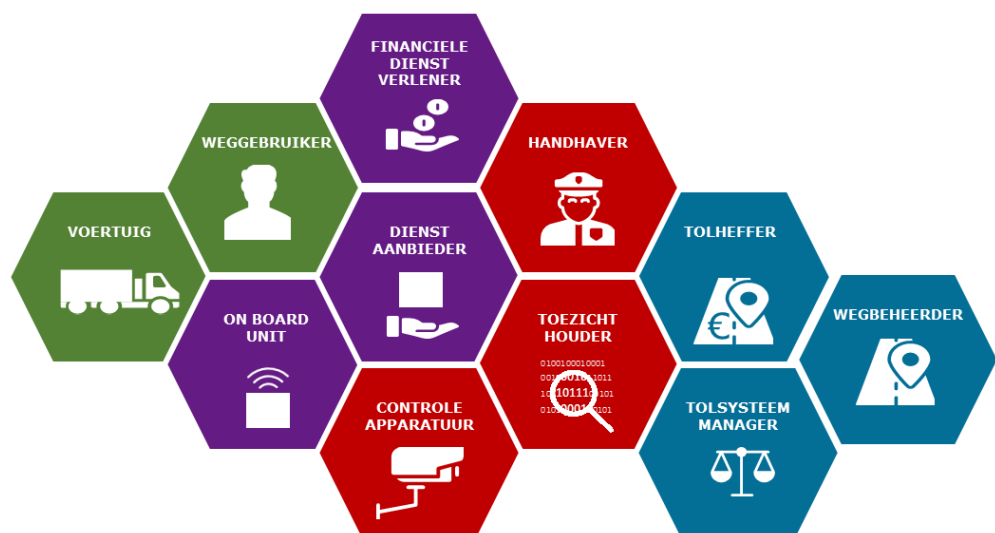 FINANCIELE
DIENST
VERLENER
WEGGEBRUIKER
HANDHAVER
VOERTUIG
DIENST
AANBIEDER
TOLHEFFER
€
ON BOARD
UNIT
TOEZICHT
HOUDER
0100100010001
WEGBEHEERDER
CONTROLE
APPARATUUR
TOLSYSTEEM
MANAGER